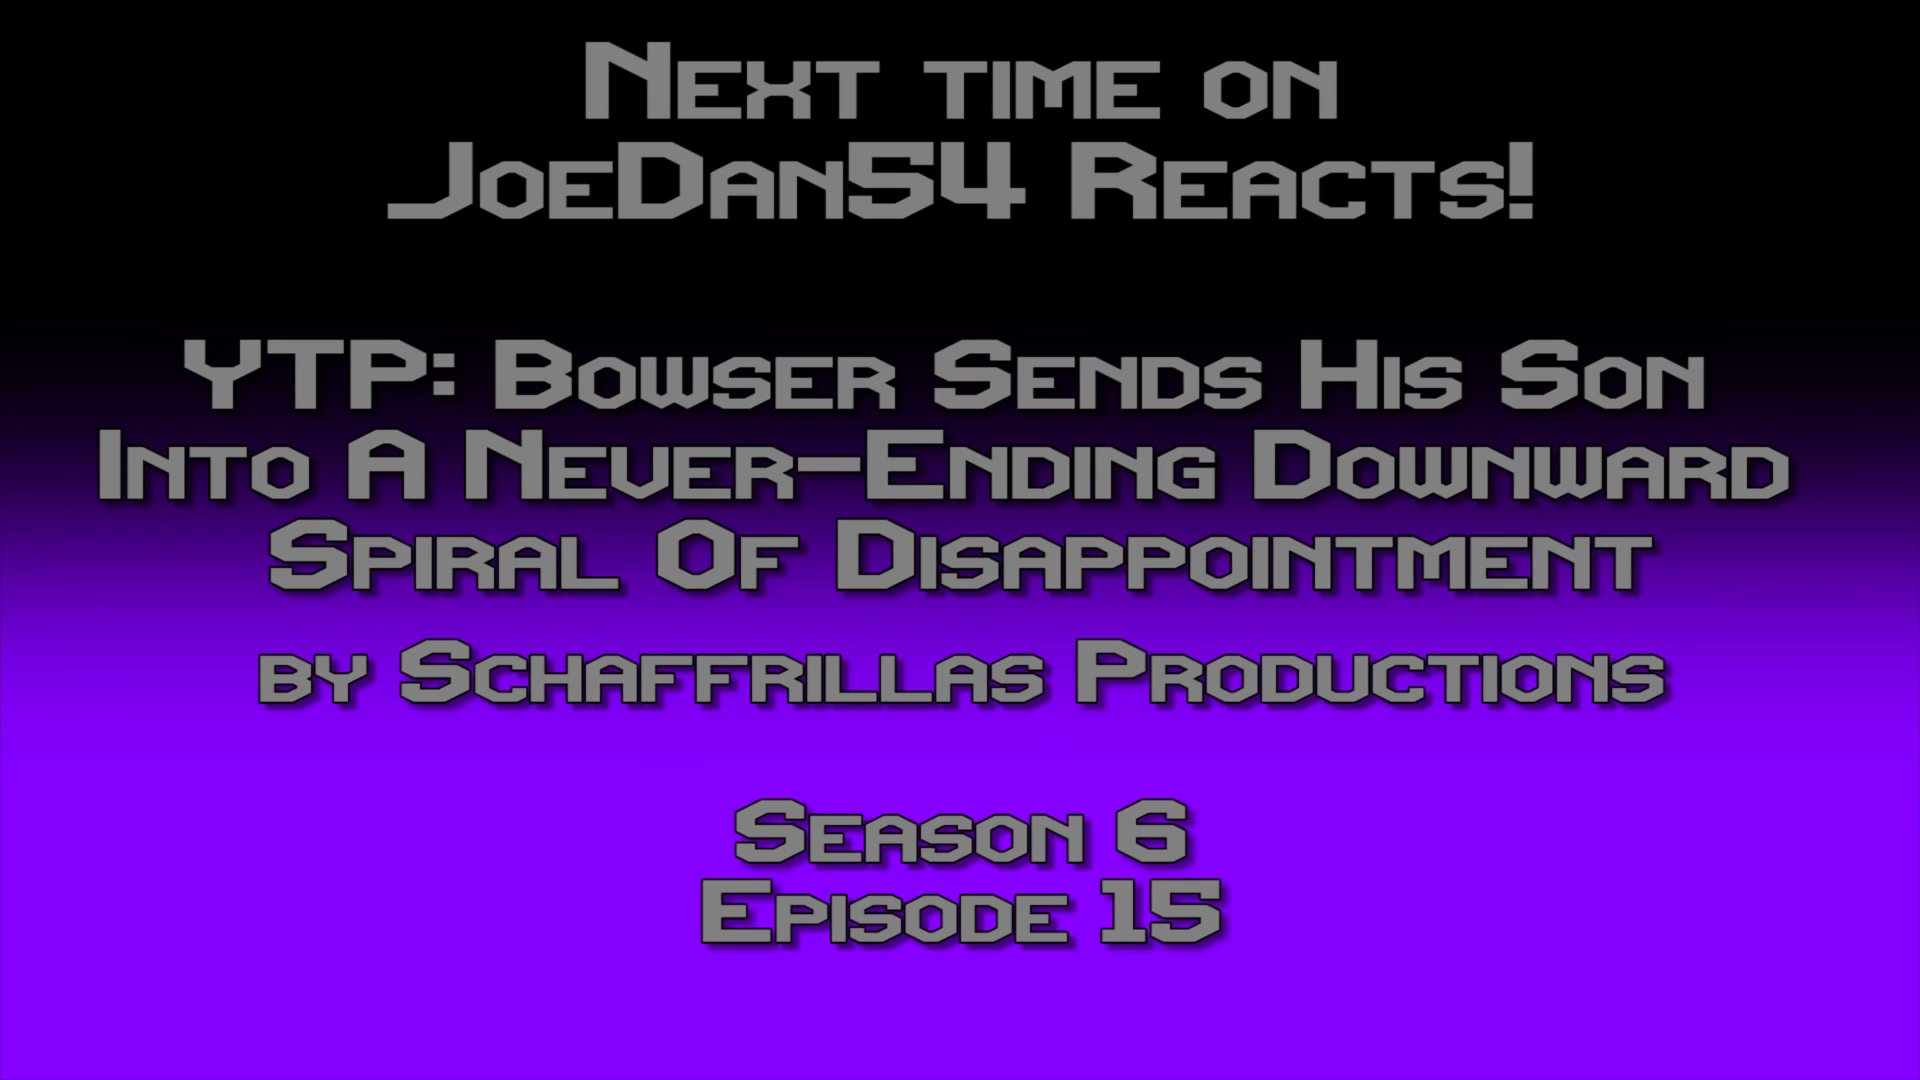 Next time on
JoeDan54 Reacts!
YTP: Bowser Sends His Son
Into A Never-Ending Downward
Spiral Of Disappointment
by Schaffrillas Productions
Season 6
Episode 15